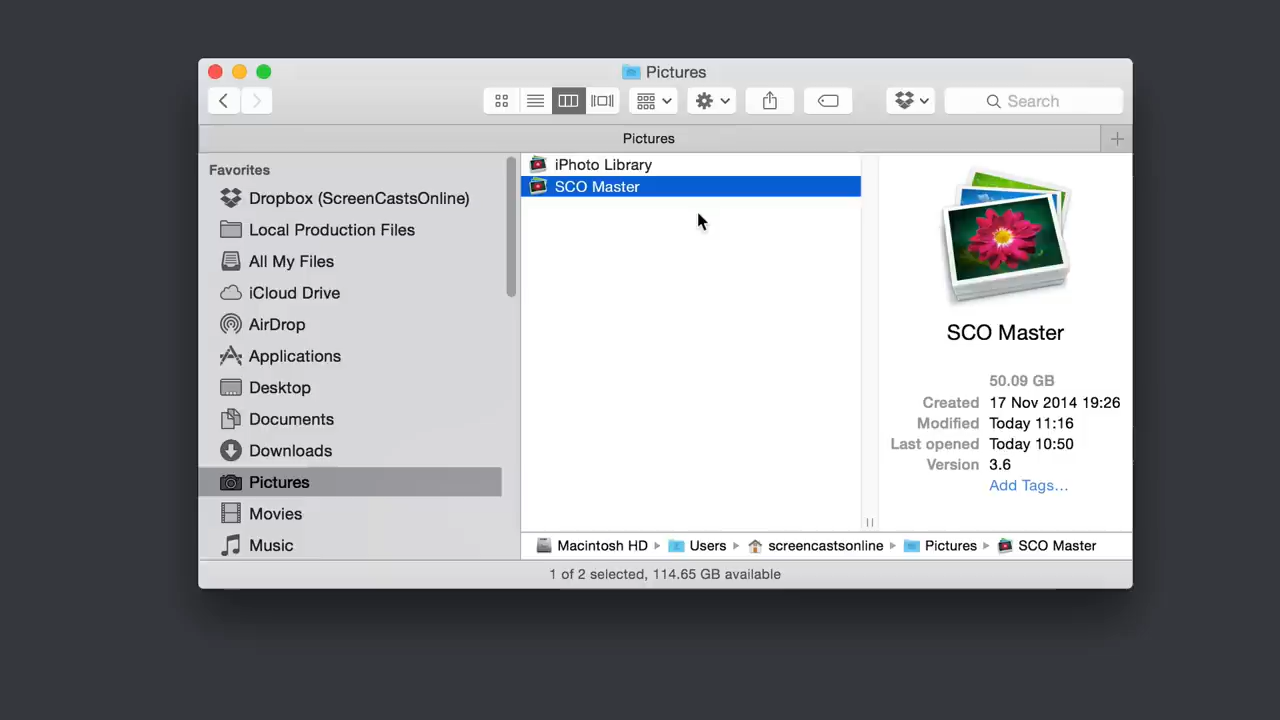 Pictures
Search
Pictures
Favorites
Dropbox (ScreenCastsOnline)
Local Production Files
All My Files
iCloud Drive
AirDrop
Applications
Desktop
Documents
Downloads
Pictures
Movies
Music
iPhoto Library
SCO Master
SCO Master
50.09 GB
Created 17 Nov 2014 19:26
Modified Today 11:16
Last opened Today 10:50
Version 3.6
Add Tags…
Macintosh HD Users screencastsonline Pictures SCO Master
1 of 2 selected, 114.65 GB available